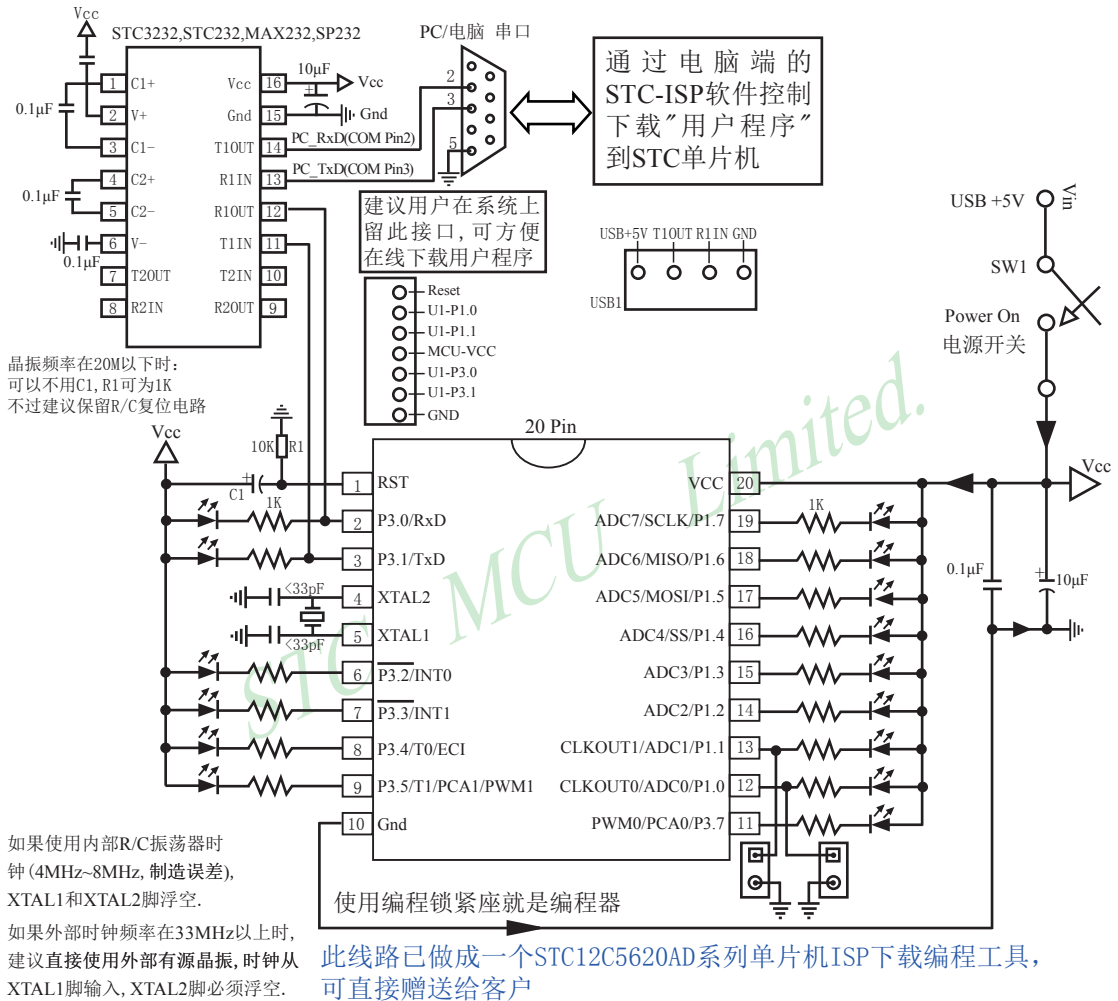 Vcc
STC3232,STC232,MAX232,SP232
PC/电脑 串口
1 C1+ Vcc 16
2 V+ Gnd 15
3 C1- T1OUT 14
4 C2+ R1IN 13
5 C2- R1OUT 12
6 V- T1IN 11
7 T2OUT T2IN 10
8 R2IN R2OUT 9
0.1μF
0.1μF
0.1μF
10μF
+
Vcc
Gnd
PC_RxD(COM Pin2)
PC_TxD(COM Pin3)
2
3
5
通过电脑端的
STC-ISP软件控制
下载"用户程序"
到STC单片机
建议用户在系统上
留此接口,可方便
在线下载用户程序
Reset
U1-P1.0
U1-P1.1
MCU-VCC
U1-P3.0
U1-P3.1
GND
USB+5V T1OUT R1IN GND
USB1
USB +5V
Vin
SW1
Power On
电源开关
晶振频率在20M以下时:
可以不用C1,R1可为1K
不过建议保留R/C复位电路
Vcc
10K R1
+
C1
1K
<33pF
<33pF
20 Pin
1 RST VCC 20
2 P3.0/RxD ADC7/SCLK/P1.7 19
3 P3.1/TxD ADC6/MISO/P1.6 18
4 XTAL2 ADC5/MOSI/P1.5 17
5 XTAL1 ADC4/SS/P1.4 16
6 P3.2/INT0 ADC3/P1.3 15
7 P3.3/INT1 ADC2/P1.2 14
8 P3.4/T0/ECI CLKOUT1/ADC1/P1.1 13
9 P3.5/T1/PCA1/PWM1 CLKOUT0/ADC0/P1.0 12
10 Gnd PWM0/PCA0/P3.7 11
1K
Vcc
0.1μF
+
10μF
STC MCU Limited.
如果使用内部R/C振荡器时
钟(4MHz~8MHz,制造误差),
XTAL1和XTAL2脚浮空.
如果外部时钟频率在33MHz以上时,
建议直接使用外部有源晶振,时钟从
XTAL1脚输入,XTAL2脚必须浮空.
使用编程锁紧座就是编程器
此线路已做成一个STC12C5620AD系列单片机ISP下载编程工具,
可直接赠送给客户